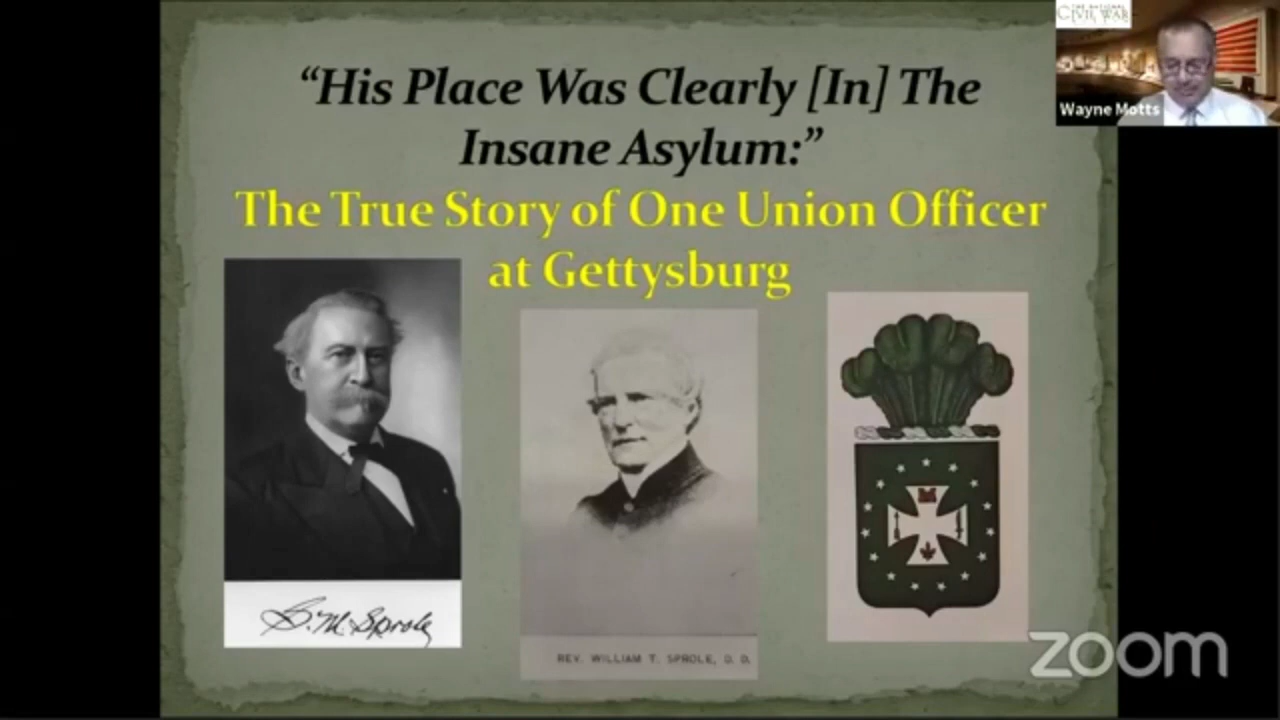 “His Place Was Clearly [In] The
Insane Asylum:”
The True Story of One Union Officer
at Gettysburg
S. M. Sprole
REV. WILLIAM T. SPROLE, D. D.
THE NATIONAL
CIVIL WAR
Wayne Motts
zoom